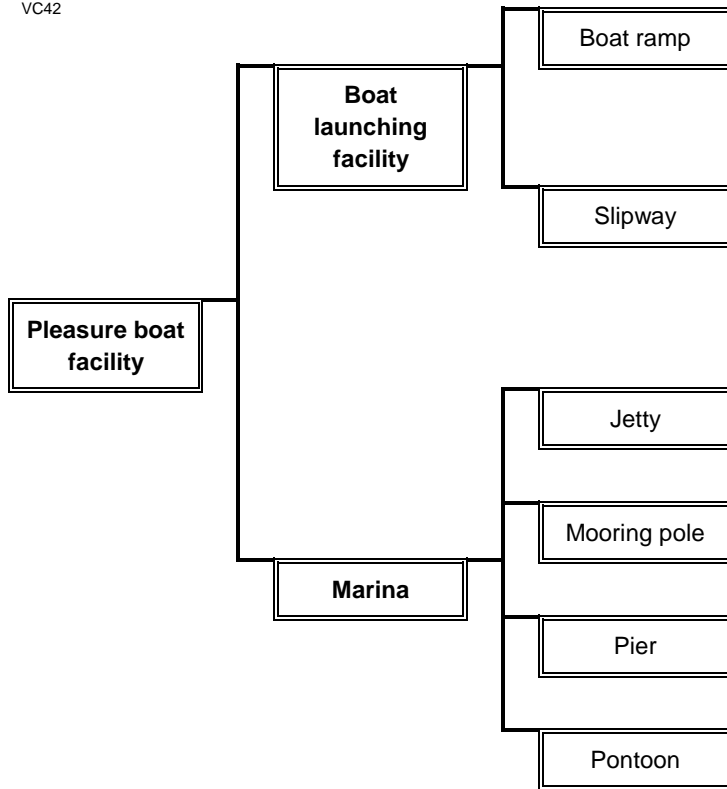 VC42
Boat ramp
Boat
launching
facility
Slipway
Pleasure boat
facility
Jetty
Mooring pole
Marina
Pier
Pontoon